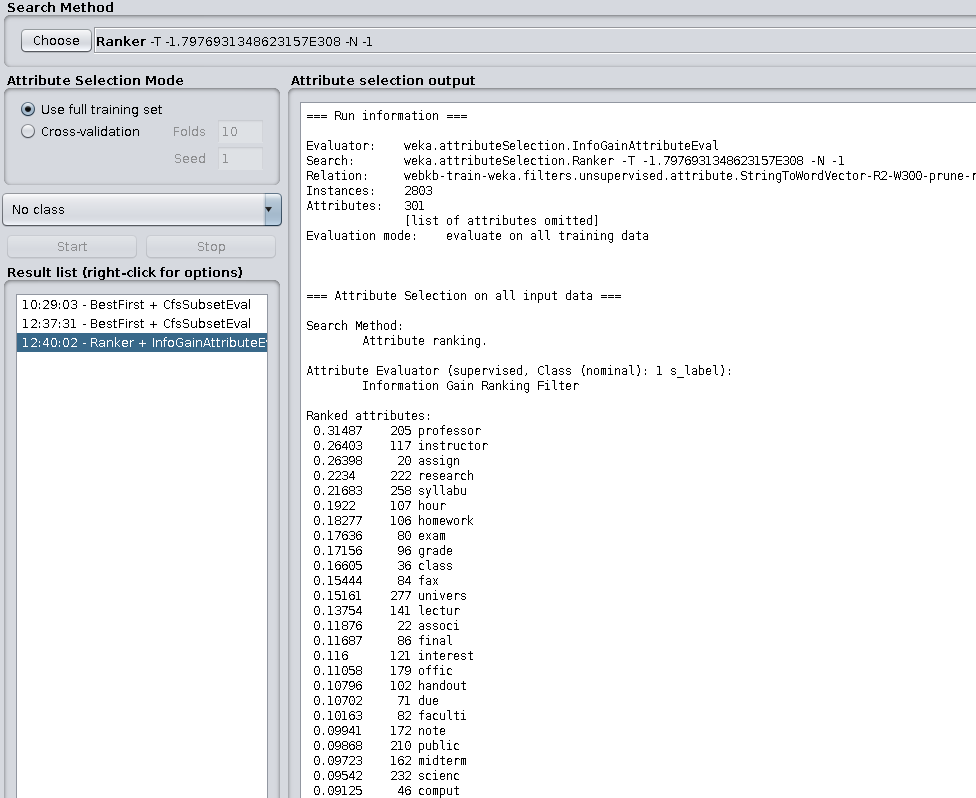 Search Method
Choose Ranker -T -1.7976931348623157E308 -N -1
Attribute Selection Mode
Use full training set
Cross-validation Folds 10
Seed 1
No class
Start Stop
Result list (right-click for options)
10:29:03 - BestFirst + CfsSubsetEval
12:37:31 - BestFirst + CfsSubsetEval
12:40:02 - Ranker + InfoGainAttributeE
Attribute selection output
=== Run information ===
Evaluator: weka.attributeSelection.InfoGainAttributeEval
Search: weka.attributeSelection.Ranker -T -1.7976931348623157E308 -N -1
Relation: webkb-train-weka.filters.unsupervised.attribute.StringToWordVector-R2-W300-prune-r
Instances: 2803
Attributes: 301
[list of attributes omitted]
Evaluation mode: evaluate on all training data
=== Attribute Selection on all input data ===
Search Method:
Attribute ranking.
Attribute Evaluator (supervised, Class (nominal): 1 s_label):
Information Gain Ranking Filter
Ranked attributes:
0.31487 205 professor
0.26403 117 instructor
0.26398 20 assign
0.2234 222 research
0.21683 258 syllabu
0.1922 107 hour
0.18277 106 homework
0.17636 80 exam
0.17156 96 grade
0.16605 36 class
0.15444 84 fax
0.15161 277 univers
0.13754 141 lectur
0.11876 22 associ
0.11687 86 final
0.116 121 interest
0.11058 179 offic
0.10796 102 handout
0.10702 71 due
0.10163 82 faculti
0.09941 172 note
0.09868 210 public
0.09723 162 midterm
0.09542 232 scienc
0.09125 46 comput